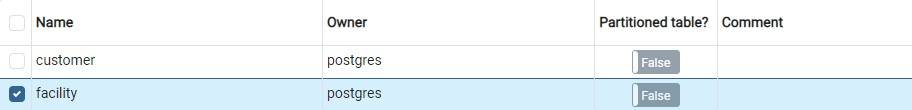 Name Owner Partitioned table? Comment
customer postgres False
facility postgres False